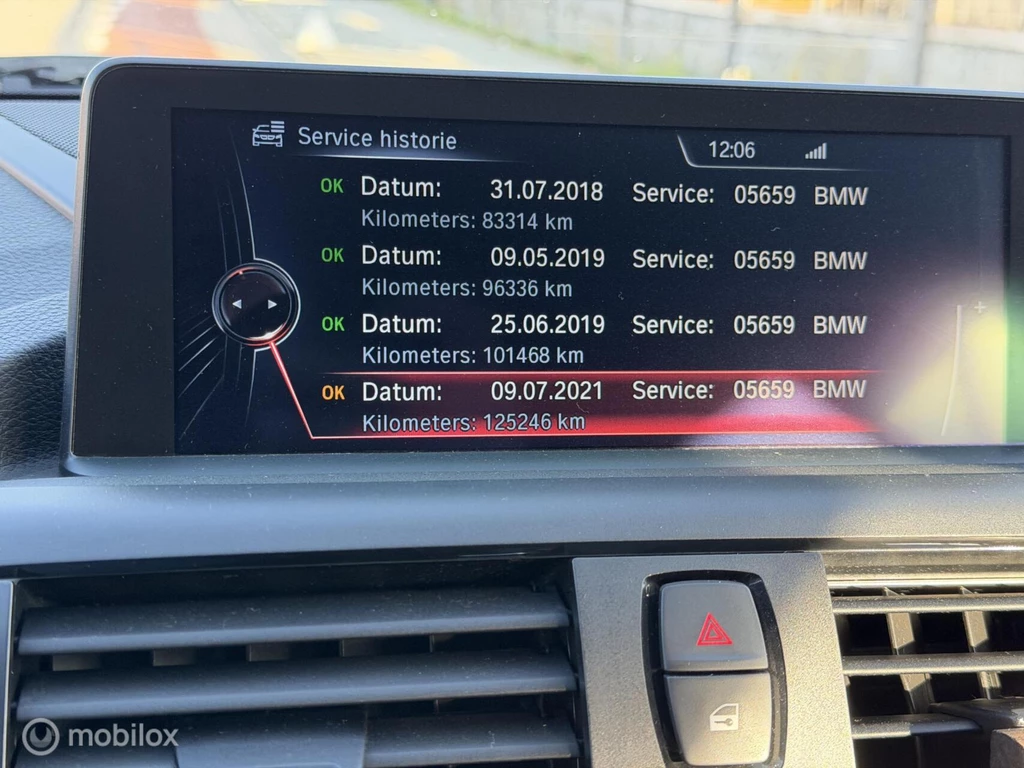 Service historie 12:06
OK Datum: 31.07.2018 Service: 05659 BMW
Kilometers: 83314 km
OK Datum: 09.05.2019 Service: 05659 BMW
Kilometers: 96336 km
OK Datum: 25.06.2019 Service: 05659 BMW
Kilometers: 101468 km
OK Datum: 09.07.2021 Service: 05659 BMW
Kilometers: 125246 km
mobilox